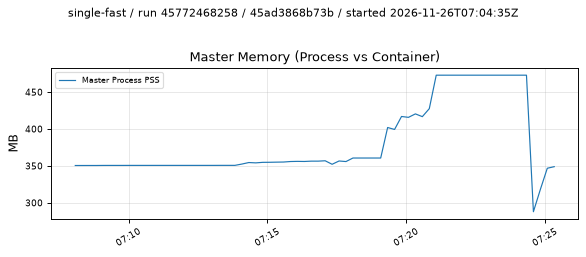 single-fast / run 45772468258 / 45ad3868b73b / started 2026-11-26T07:04:35Z
Master Memory (Process vs Container)
Master Process PSS
MB
450
400
350
300
07:10
07:15
07:20
07:25